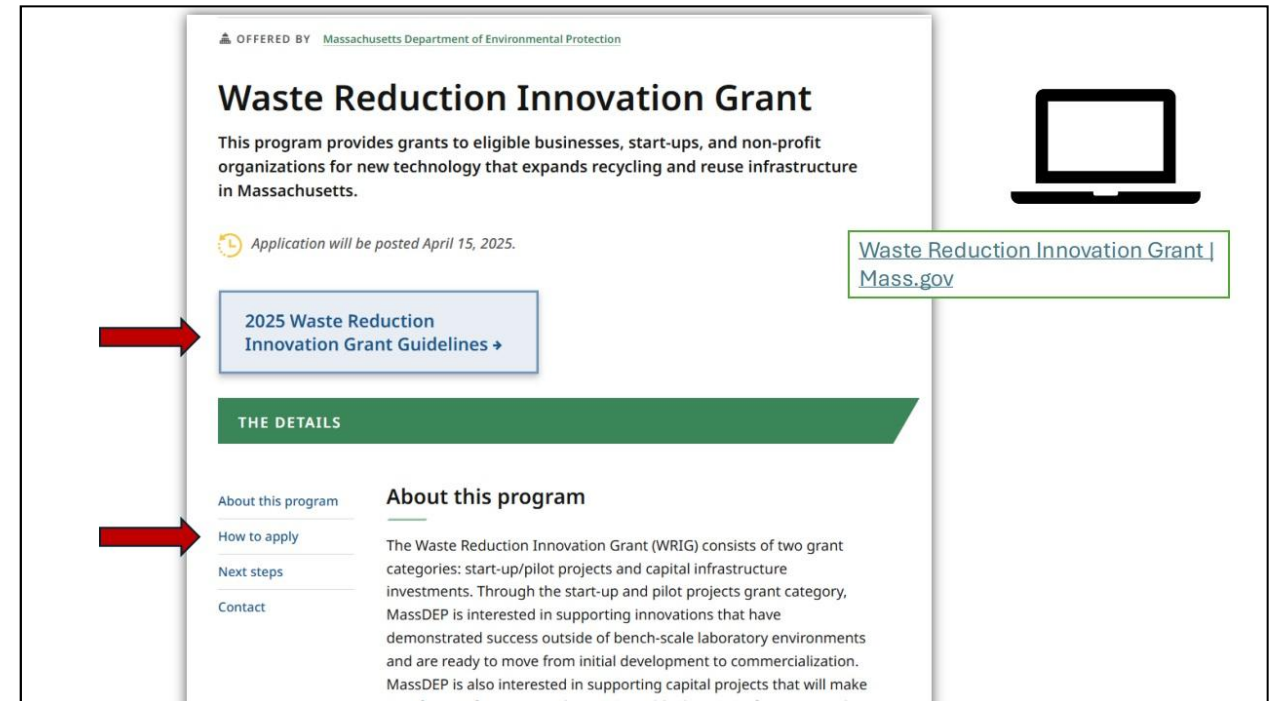 OFFERED BY Massachusetts Department of Environmental Protection
Waste Reduction Innovation Grant
This program provides grants to eligible businesses, start-ups, and non-profit
organizations for new technology that expands recycling and reuse infrastructure
in Massachusetts.
Application will be posted April 15, 2025.
Waste Reduction Innovation Grant |
Mass.gov
2025 Waste Reduction
Innovation Grant Guidelines →
THE DETAILS
About this program
How to apply
Next steps
Contact
About this program
The Waste Reduction Innovation Grant (WRIG) consists of two grant
categories: start-up/pilot projects and capital infrastructure
investments. Through the start-up and pilot projects grant category,
MassDEP is interested in supporting innovations that have
demonstrated success outside of bench-scale laboratory environments
and are ready to move from initial development to commercialization.
MassDEP is also interested in supporting capital projects that will make